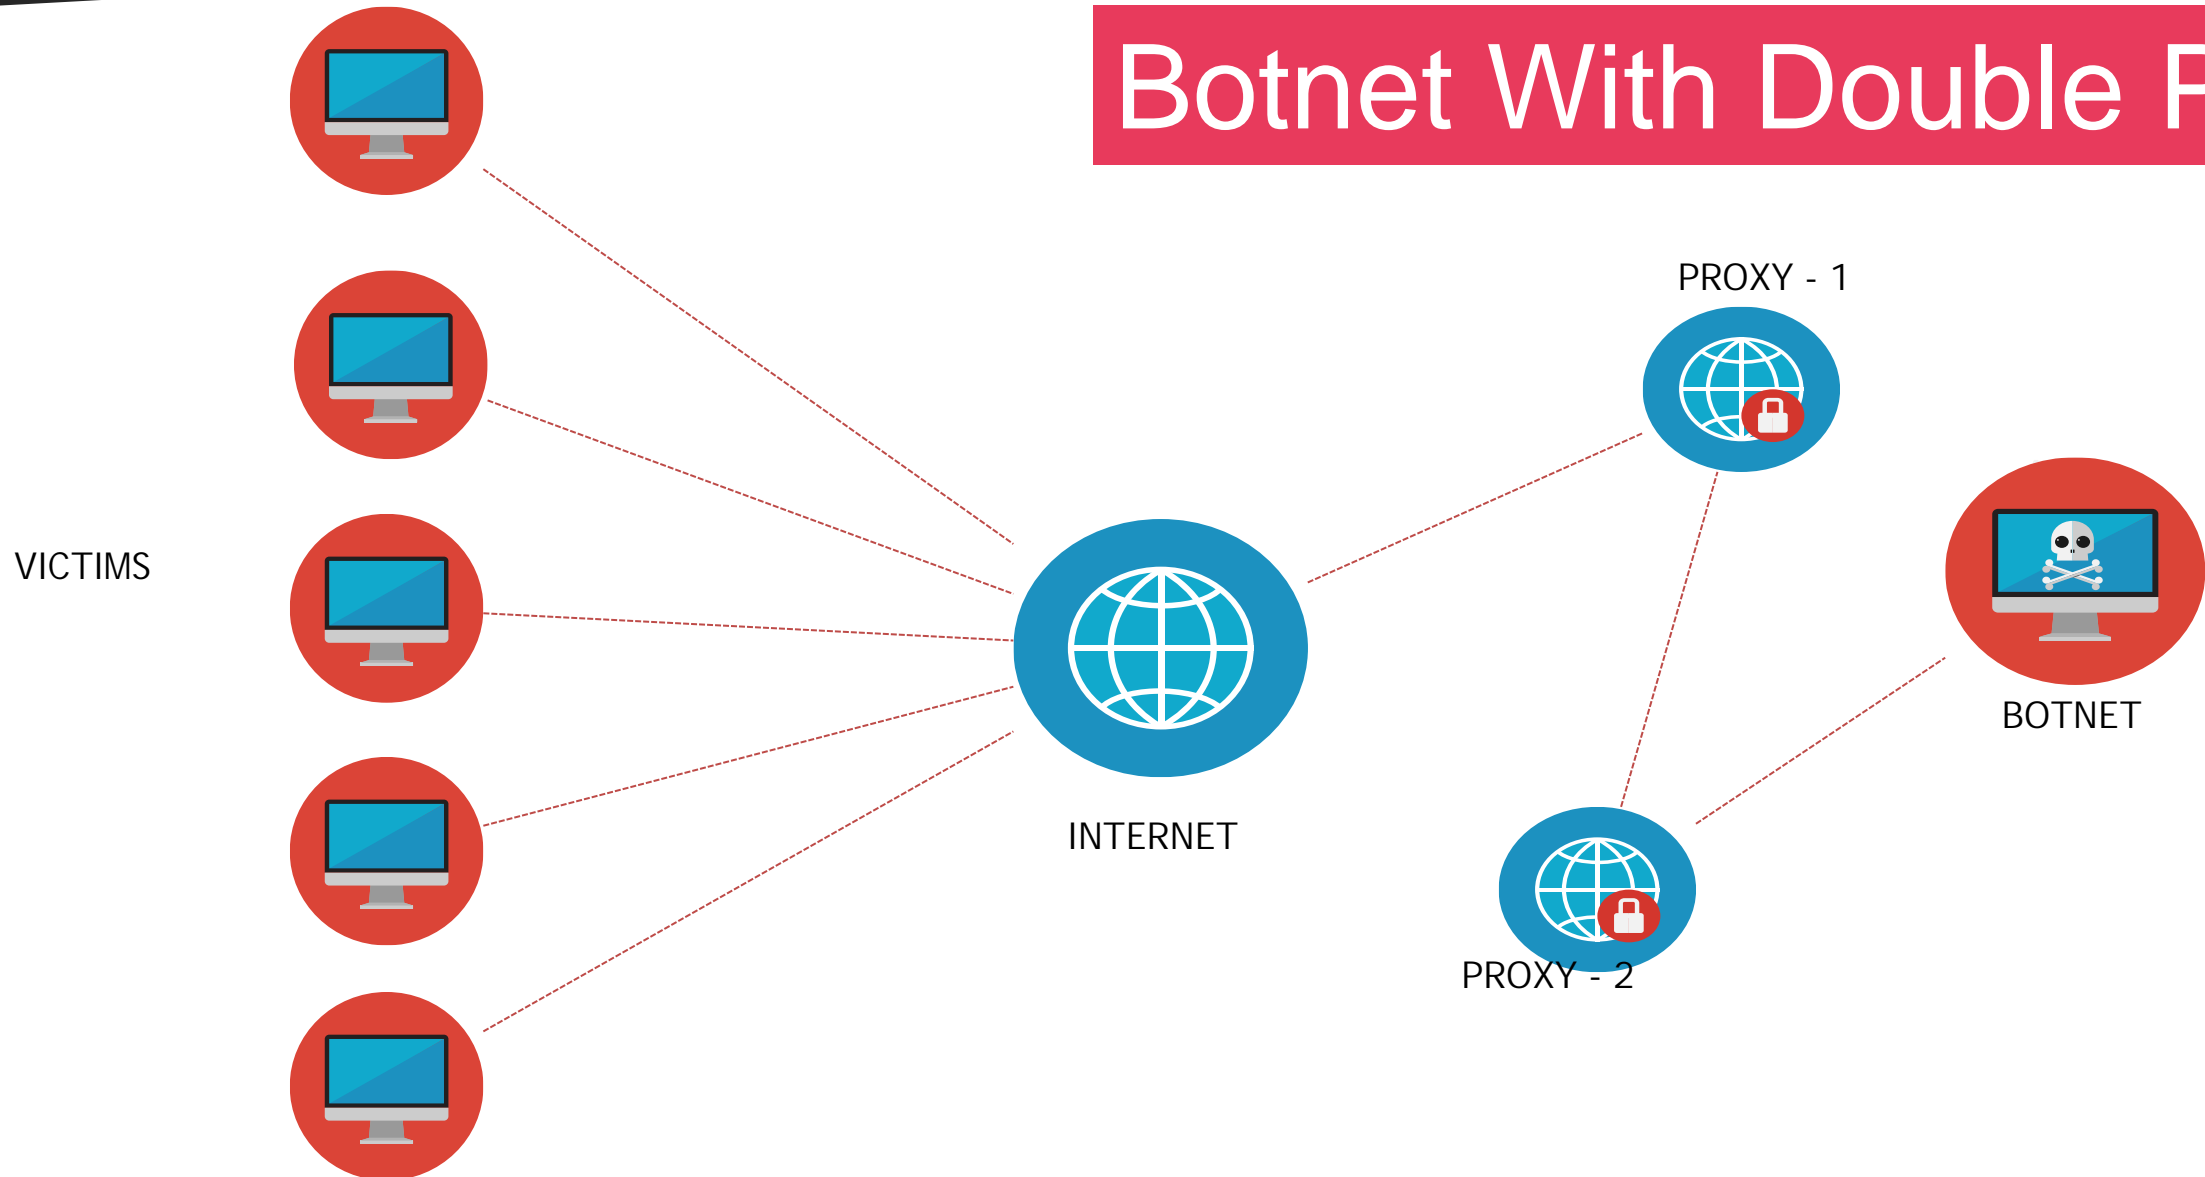 Botnet With Double
PROXY - 1
VICTIMS
BOTNET
INTERNET
PROXY - 2